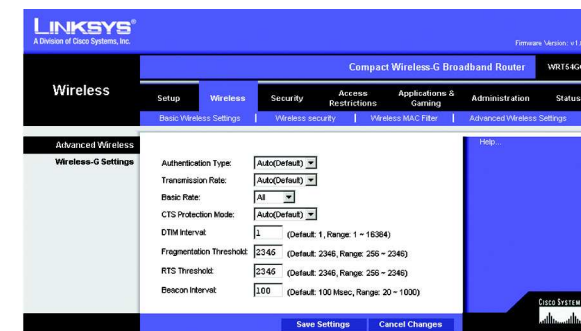 LINKSYS®
A Division of Cisco Systems, Inc.
Firmware Version: v1.
Compact Wireless-G Broadband Router
WRT54G
Wireless
Setup Wireless Security Access Restrictions Applications & Gaming Administration Status
Basic Wireless Settings | Wireless security | Wireless MAC Filter | Advanced Wireless Settings
Advanced Wireless
Help...
Wireless-G Settings
Authentication Type: Auto(Default)
Transmission Rate: Auto(Default)
Basic Rate: All
CTS Protection Mode: Auto(Default)
DTIM Interval: 1 (Default: 1, Range: 1 ~ 16384)
Fragmentation Threshold: 2346 (Default: 2346, Range: 256 ~ 2346)
RTS Threshold: 2346 (Default: 2346, Range: 256 ~ 2346)
Beacon Interval: 100 (Default: 100 Msec, Range: 20 ~ 1000)
CISCO SYSTEM
Save Settings Cancel Changes